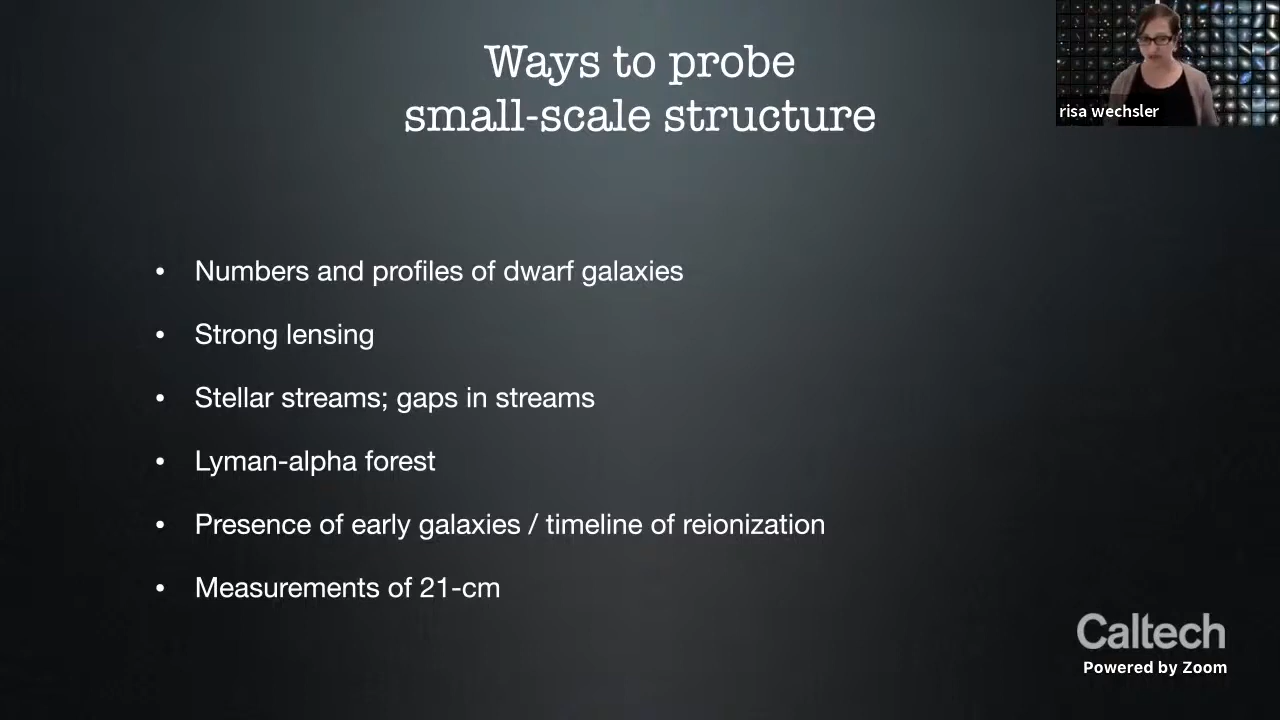 Ways to probe
small-scale structure
risa wechsler
• Numbers and profiles of dwarf galaxies
• Strong lensing
• Stellar streams; gaps in streams
• Lyman-alpha forest
• Presence of early galaxies / timeline of reionization
• Measurements of 21-cm
Caltech
Powered by Zoom